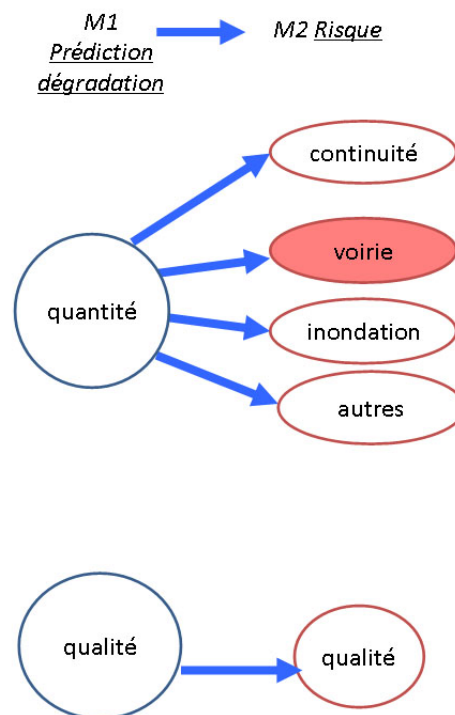 M1
M2 Risque
Prédiction
dégradation
continuité
voirie
quantité
inondation
autres
qualité
qualité